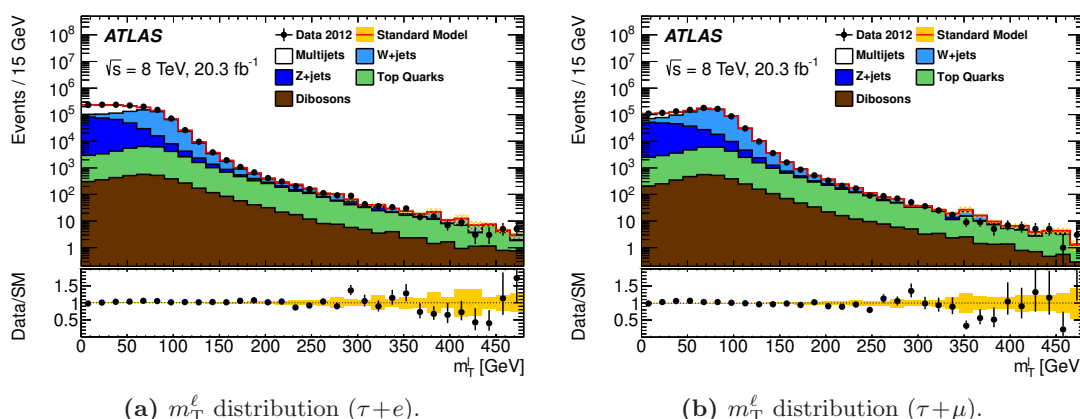 Events / 15 GeV
10⁸
10⁷
10⁶
10⁵
10⁴
10³
10²
10
1
ATLAS
√s = 8 TeV, 20.3 fb⁻¹
Data 2012
Standard Model
Multijets
W+jets
Z+jets
Top Quarks
Dibosons
Data/SM
1.5
1
0.5
0 50 100 150 200 250 300 350 400 450
m_T^l [GeV]
(a) m_T^ℓ distribution (τ+e).
Events / 15 GeV
10⁸
10⁷
10⁶
10⁵
10⁴
10³
10²
10
1
ATLAS
√s = 8 TeV, 20.3 fb⁻¹
Data 2012
Standard Model
Multijets
W+jets
Z+jets
Top Quarks
Dibosons
Data/SM
1.5
1
0.5
0 50 100 150 200 250 300 350 400 450
m_T^l [GeV]
(b) m_T^ℓ distribution (τ+μ).